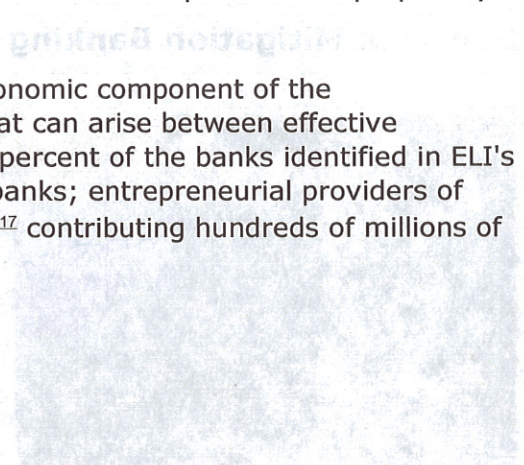 onomic component of the
at can arise between effective
percent of the banks identified in ELI's
banks; entrepreneurial providers of
17 contributing hundreds of millions of